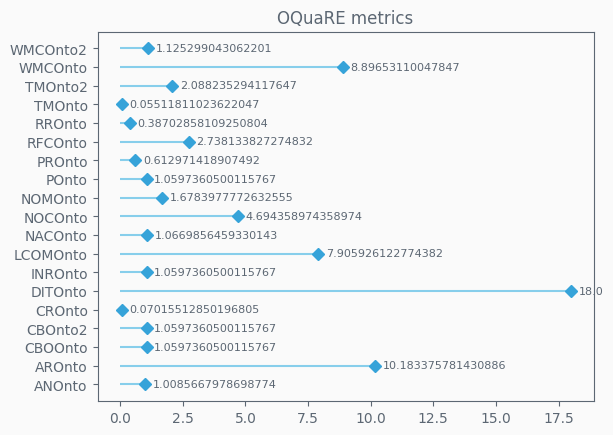 OQuaRE metrics
WMCOnto2 1.125299043062201
WMCOnto 8.89653110047847
TMOnto2 2.088235294117647
TMOnto 0.05511811023622047
RROnto 0.38702858109250804
RFCOnto 2.738133827274832
PROnto 0.612971418907492
POnto 1.0597360500115767
NOMOnto 1.6783977772632555
NOCOnto 4.694358974358974
NACOnto 1.0669856459330143
LCOMOnto 7.905926122774382
INROnto 1.0597360500115767
DITOnto 18.0
CROnto 0.07015512850196805
CBOnto2 1.0597360500115767
CBOOnto 1.0597360500115767
AROnto 10.183375781430886
ANOnto 1.0085667978698774
0.0 2.5 5.0 7.5 10.0 12.5 15.0 17.5